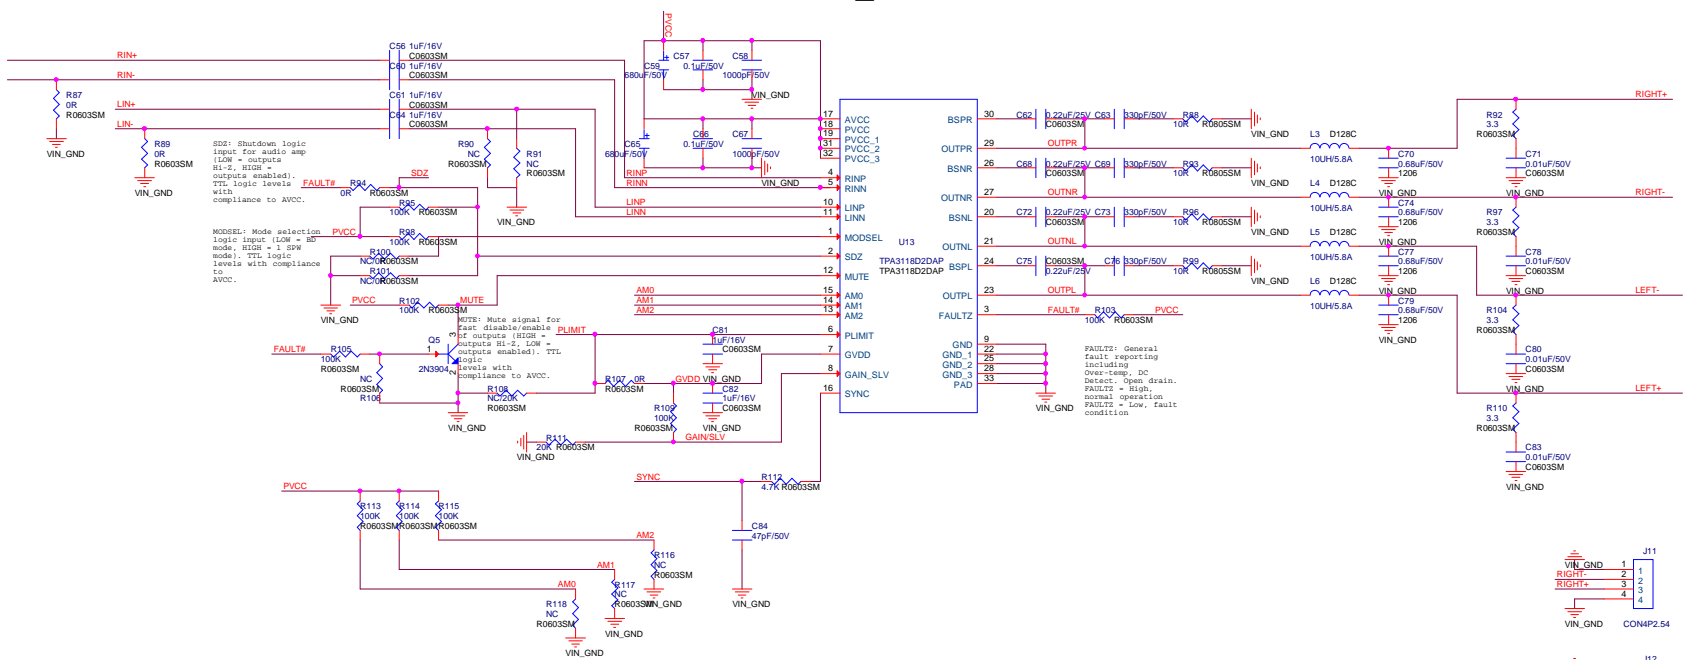 PVCC
RIN+
C56 1uF/16V
C0603SM
C60 1uF/16V
C0603SM
RIN-
R87
0R
R0603SM
VIN_GND
LIN+
C61 1uF/16V
C0603SM
C64 1uF/16V
C0603SM
LIN-
R89
0R
R0603SM
VIN_GND
R90
NC
R0603SM
R91
NC
R0603SM
VIN_GND
C59
680uF/50V
C57
0.1uF/50V
C58
1000pF/50V
VIN_GND
C65
680uF/50V
C66
0.1uF/50V
C67
1000pF/50V
VIN_GND
SDZ: Shutdown logic
input for audio amp
(LOW = outputs
Hi-Z, HIGH =
outputs enabled).
TTL logic levels
with
compliance to AVCC.
FAULT#
R94
0R
R0603SM
SDZ
R95
100K R0603SM
MODSEL: Mode selection
logic input (LOW = BD
mode, HIGH = 1 SPW
mode). TTL logic
levels with compliance
to
AVCC.
PVCC
R98
100K R0603SM
R100
NC/0R R0603SM
R101
NC/0R R0603SM
VIN_GND
PVCC
R102
100K R0603SM
MUTE
MUTE: Mute signal for
fast disable/enable
of outputs (HIGH =
outputs Hi-Z, LOW =
outputs enabled). TTL
logic
levels with
compliance to AVCC.
FAULT#
R105
100K
R0603SM
Q5
1
3
2
2N3904
NC
R0603SM
R106
VIN_GND
R108
NC/20K
R0603SM
RINP
RINN
LINP
LINN
AM0
AM1
AM2
PLIMIT
C81
1uF/16V
C0603SM
VIN_GND
R107 0R
R0603SM
GVDD
C82
1uF/16V
C0603SM
VIN_GND
R109
100K
R0603SM
GAIN/SLV
R111
20K R0603SM
VIN_GND
SYNC
R112
4.7K R0603SM
C84
47pF/50V
VIN_GND
PVCC
R113
100K
R0603SM
R114
100K
R0603SM
R115
100K
R0603SM
AM2
R116
NC
R0603SM
VIN_GND
AM1
R117
NC
R0603SM
VIN_GND
AM0
R118
NC
R0603SM
VIN_GND
17 AVCC
18 PVCC
19 PVCC_1
31 PVCC_2
32 PVCC_3
4 RINP
5 RINN
10 LINP
11 LINN
1 MODSEL
2 SDZ
12 MUTE
15 AM0
14 AM1
13 AM2
6 PLIMIT
7 GVDD
8 GAIN_SLV
16 SYNC
U13
TPA3118D2DAP
TPA3118D2DAP
BSPR 30
OUTPR 29
BSNR 26
OUTNR 27
BSNL 20
OUTNL 21
BSPL 24
OUTPL 23
FAULTZ 3
GND 9
GND_1 22
GND_2 25
GND_3 28
PAD 33
VIN_GND
C62 0.22uF/25V
C0603SM
C63 330pF/50V
R88
10R R0805SM
VIN_GND
OUTPR
C68 0.22uF/25V
C0603SM
C69 330pF/50V
R93
10R R0805SM
VIN_GND
OUTNR
C72 0.22uF/25V
C0603SM
C73 330pF/50V
R96
10R R0805SM
VIN_GND
OUTNL
C75 C0603SM
0.22uF/25V
C76 330pF/50V
R99
10R R0805SM
VIN_GND
OUTPL
FAULT#
R103
100K R0603SM
PVCC
FAULTZ: General
fault reporting
including
Over-temp, DC
Detect. Open drain.
FAULTZ = High,
normal operation
FAULTZ = Low, fault
condition
L3 D128C
10UH/5.8A
L4 D128C
10UH/5.8A
L5 D128C
10UH/5.8A
L6 D128C
10UH/5.8A
C70
0.68uF/50V
1206
VIN_GND
C74
0.68uF/50V
1206
VIN_GND
C77
0.68uF/50V
1206
VIN_GND
C79
0.68uF/50V
1206
VIN_GND
RIGHT+
R92
3.3
R0603SM
C71
0.01uF/50V
C0603SM
VIN_GND
RIGHT-
R97
3.3
R0603SM
C78
0.01uF/50V
C0603SM
VIN_GND
LEFT-
R104
3.3
R0603SM
C80
0.01uF/50V
C0603SM
VIN_GND
LEFT+
R110
3.3
R0603SM
C83
0.01uF/50V
C0603SM
VIN_GND
J11
VIN_GND
1 1
RIGHT- 2 2
RIGHT+ 3 3
4 4
VIN_GND
CON4P2.54
J12